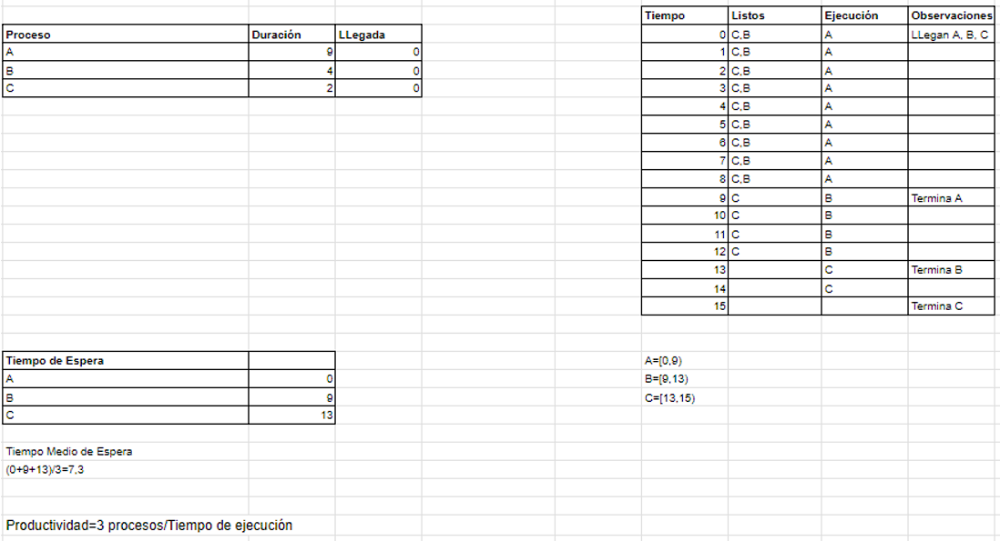 Proceso Duración LLegada
A 9 0
B 4 0
C 2 0
Tiempo Listos Ejecución Observaciones
0 C,B A LLegan A, B, C
1 C,B A
2 C,B A
3 C,B A
4 C,B A
5 C,B A
6 C,B A
7 C,B A
8 C,B A
9 C B Termina A
10 C B
11 C B
12 C B
13 C Termina B
14 C
15 Termina C
Tiempo de Espera
A 0
B 9
C 13
A=[0,9)
B=[9,13)
C=[13,15)
Tiempo Medio de Espera
(0+9+13)/3=7,3
Productividad=3 procesos/Tiempo de ejecución